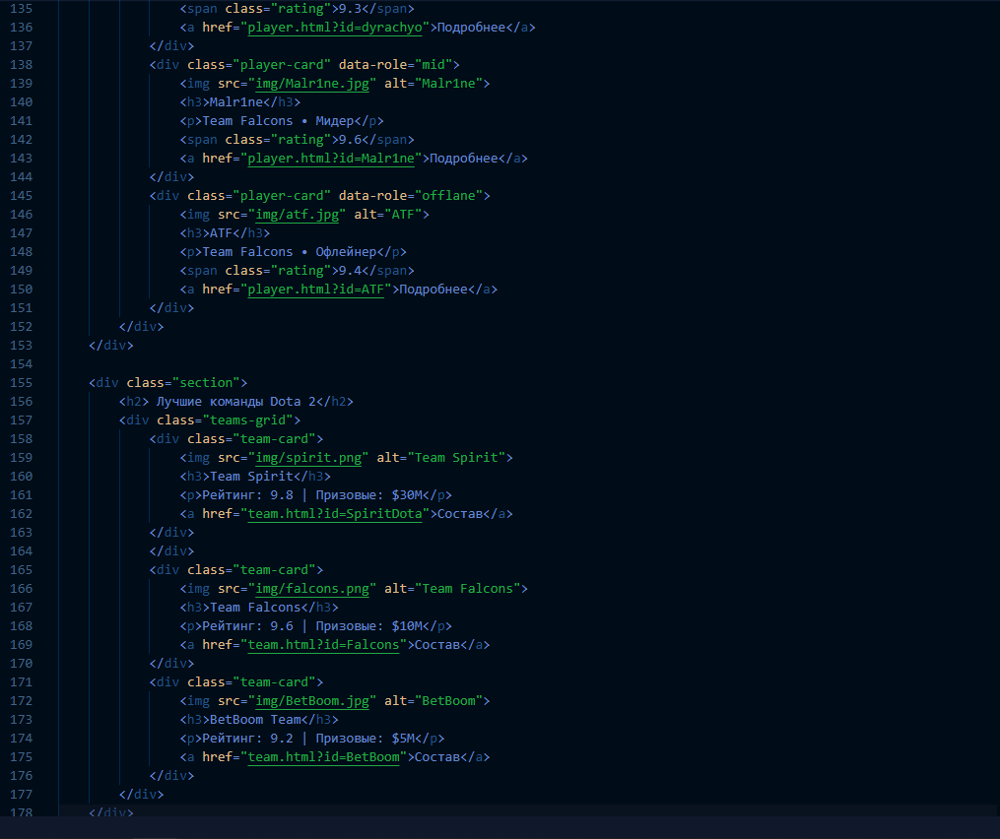 135 <span class="rating">9.3</span>
136 <a href="player.html?id=dyrachyo">Подробнее</a>
137 </div>
138 <div class="player-card" data-role="mid">
139 <img src="img/Malr1ne.jpg" alt="Malr1ne">
140 <h3>Malr1ne</h3>
141 <p>Team Falcons • Мидер</p>
142 <span class="rating">9.6</span>
143 <a href="player.html?id=Malr1ne">Подробнее</a>
144 </div>
145 <div class="player-card" data-role="offlane">
146 <img src="img/atf.jpg" alt="ATF">
147 <h3>ATF</h3>
148 <p>Team Falcons • Офлейнер</p>
149 <span class="rating">9.4</span>
150 <a href="player.html?id=ATF">Подробнее</a>
151 </div>
152 </div>
153 </div>
154
155 <div class="section">
156 <h2> Лучшие команды Dota 2</h2>
157 <div class="teams-grid">
158 <div class="team-card">
159 <img src="img/spirit.png" alt="Team Spirit">
160 <h3>Team Spirit</h3>
161 <p>Рейтинг: 9.8 | Призовые: $30M</p>
162 <a href="team.html?id=SpiritDota">Состав</a>
163 </div>
164 </div>
165 <div class="team-card">
166 <img src="img/falcons.png" alt="Team Falcons">
167 <h3>Team Falcons</h3>
168 <p>Рейтинг: 9.6 | Призовые: $10M</p>
169 <a href="team.html?id=Falcons">Состав</a>
170 </div>
171 <div class="team-card">
172 <img src="img/BetBoom.jpg" alt="BetBoom">
173 <h3>BetBoom Team</h3>
174 <p>Рейтинг: 9.2 | Призовые: $5M</p>
175 <a href="team.html?id=BetBoom">Состав</a>
176 </div>
177 </div>
178 </div>